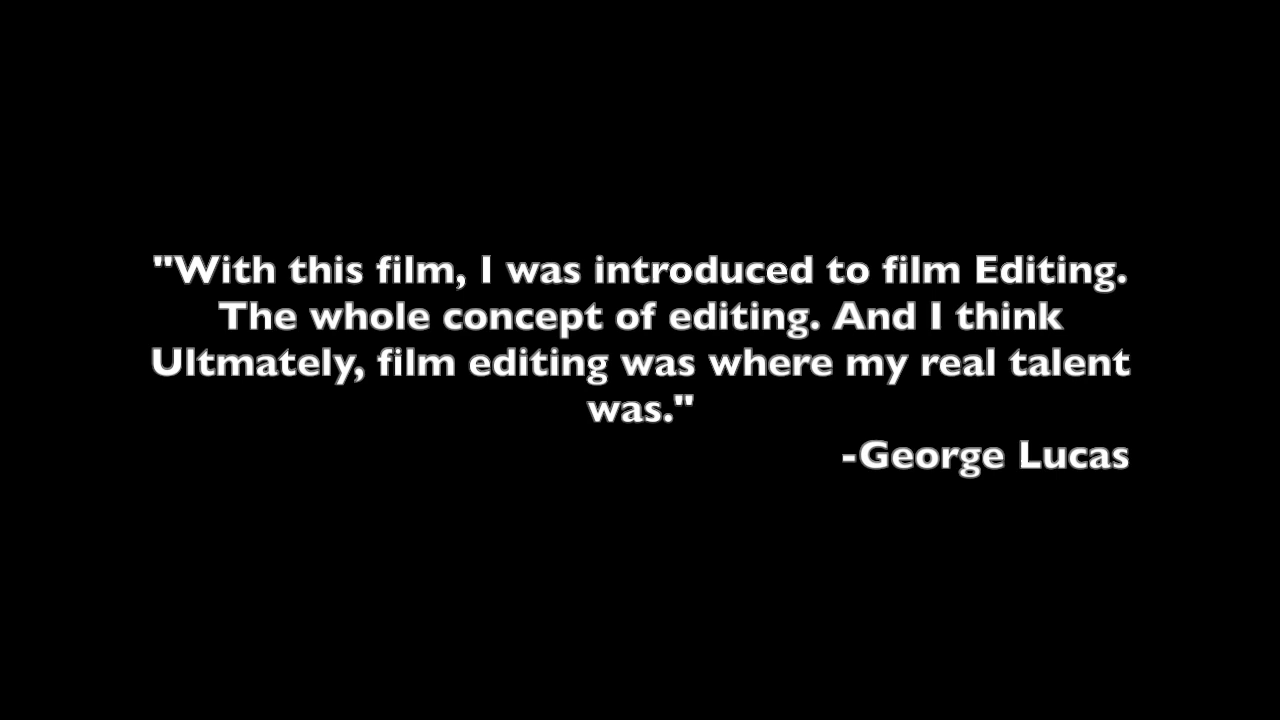 "With this film, I was introduced to film Editing.
The whole concept of editing. And I think
Ultmately, film editing was where my real talent
was."
-George Lucas